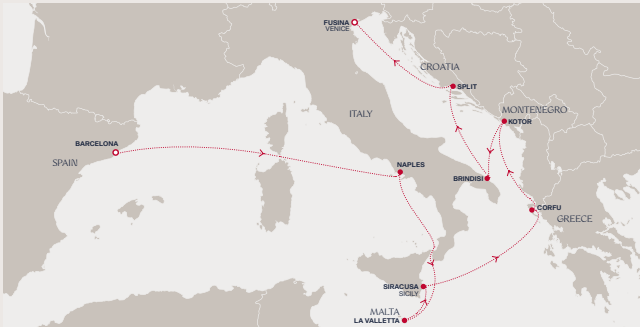 FUSINA
VENICE
CROATIA
SPLIT
MONTENEGRO
KOTOR
ITALY
BARCELONA
SPAIN
NAPLES
BRINDISI
CORFU
GREECE
SIRACUSA
SICILY
MALTA
LA VALLETTA